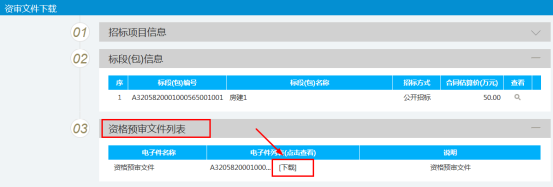 资审文件下载
01 招标项目信息
02 标段(包)信息
序 标段(包)编号 标段(包)名称 招标方式 合同估算价(万元) 查看
1 A3205820001000565001001 房建1 公开招标 50.00
03 资格预审文件列表
电子件名称 电子件列表(点击查看) 说明
资格预审文件 A3205820001000... [下载] 资格预审文件